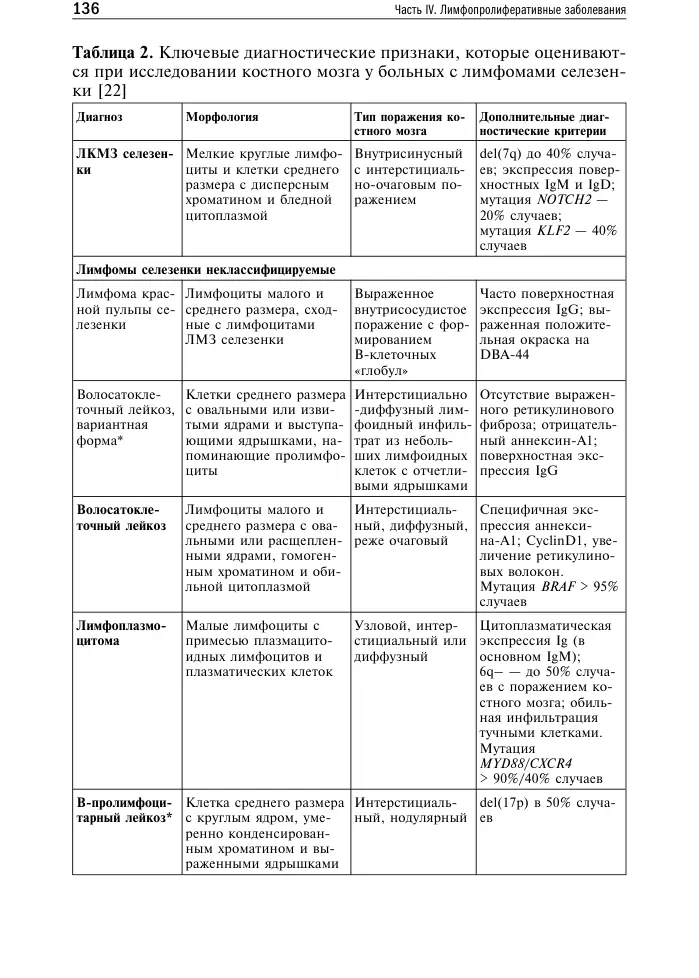 136
Часть IV. Лимфопролиферативные заболевания
Таблица 2. Ключевые диагностические признаки, которые оценивают-
ся при исследовании костного мозга у больных с лимфомами селезен-
ки [22]
Диагноз
Морфология
Тип поражения ко-
стного мозга
Дополнительные диаг-
ностические критерии
ЛКМЗ селезен-
ки
Мелкие круглые лимфо-
циты и клетки среднего
размера с дисперсным
хроматином и бледной
цитоплазмой
Внутрисинусный
с интерстициаль-
но-очаговым по-
ражением
del(7q) до 40% случа-
ев; экспрессия повер-
хностных IgM и IgD;
мутация NOTCH2 —
20% случаев;
мутация KLF2 — 40%
случаев
Лимфомы селезенки неклассифицируемые
Лимфома крас-
ной пульпы се-
лезенки
Лимфоциты малого и
среднего размера, сход-
ные с лимфоцитами
ЛМЗ селезенки
Выраженное
внутрисосудистое
поражение с фор-
мированием
В-клеточных
«глобул»
Часто поверхностная
экспрессия IgG; вы-
раженная положите-
льная окраска на
DBA-44
Волосатокле-
точный лейкоз,
вариантная
форма*
Клетки среднего размера
с овальными или изви-
тыми ядрами и выступа-
ющими ядрышками, на-
поминающие пролимфо-
циты
Интерстициально
-диффузный лим-
фоидный инфиль-
трат из неболь-
ших лимфоидных
клеток с отчетли-
выми ядрышками
Отсутствие выражен-
ного ретикулинового
фиброза; отрицатель-
ный аннексин-А1;
поверхностная экс-
прессия IgG
Волосатокле-
точный лейкоз
Лимфоциты малого и
среднего размера с ова-
льными или расщеплен-
ными ядрами, гомоген-
ным хроматином и оби-
льной цитоплазмой
Интерстициаль-
ный, диффузный,
реже очаговый
Специфичная экс-
прессия аннекси-
на-А1; CyclinD1, уве-
личение ретикулино-
вых волокон.
Мутация BRAF > 95%
случаев
Лимфоплазмо-
цитома
Малые лимфоциты с
примесью плазмацито-
идных лимфоцитов и
плазматических клеток
Узловой, интер-
стициальный или
диффузный
Цитоплазматическая
экспрессия Ig (в
основном IgM);
6q– — до 50% случа-
ев с поражением ко-
стного мозга; обиль-
ная инфильтрация
тучными клетками.
Мутация
MYD88/CXCR4
> 90%/40% случаев
В-пролимфоци-
тарный лейкоз*
Клетка среднего размера
с круглым ядром, уме-
ренно конденсирован-
ным хроматином и вы-
раженными ядрышками
Интерстициаль-
ный, нодулярный
del(17p) в 50% случа-
ев